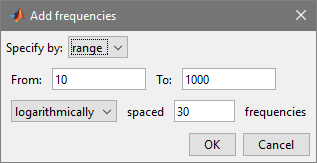 Add frequencies
Specify by: range
From: 10 To: 1000
logarithmically spaced 30 frequencies
OK Cancel